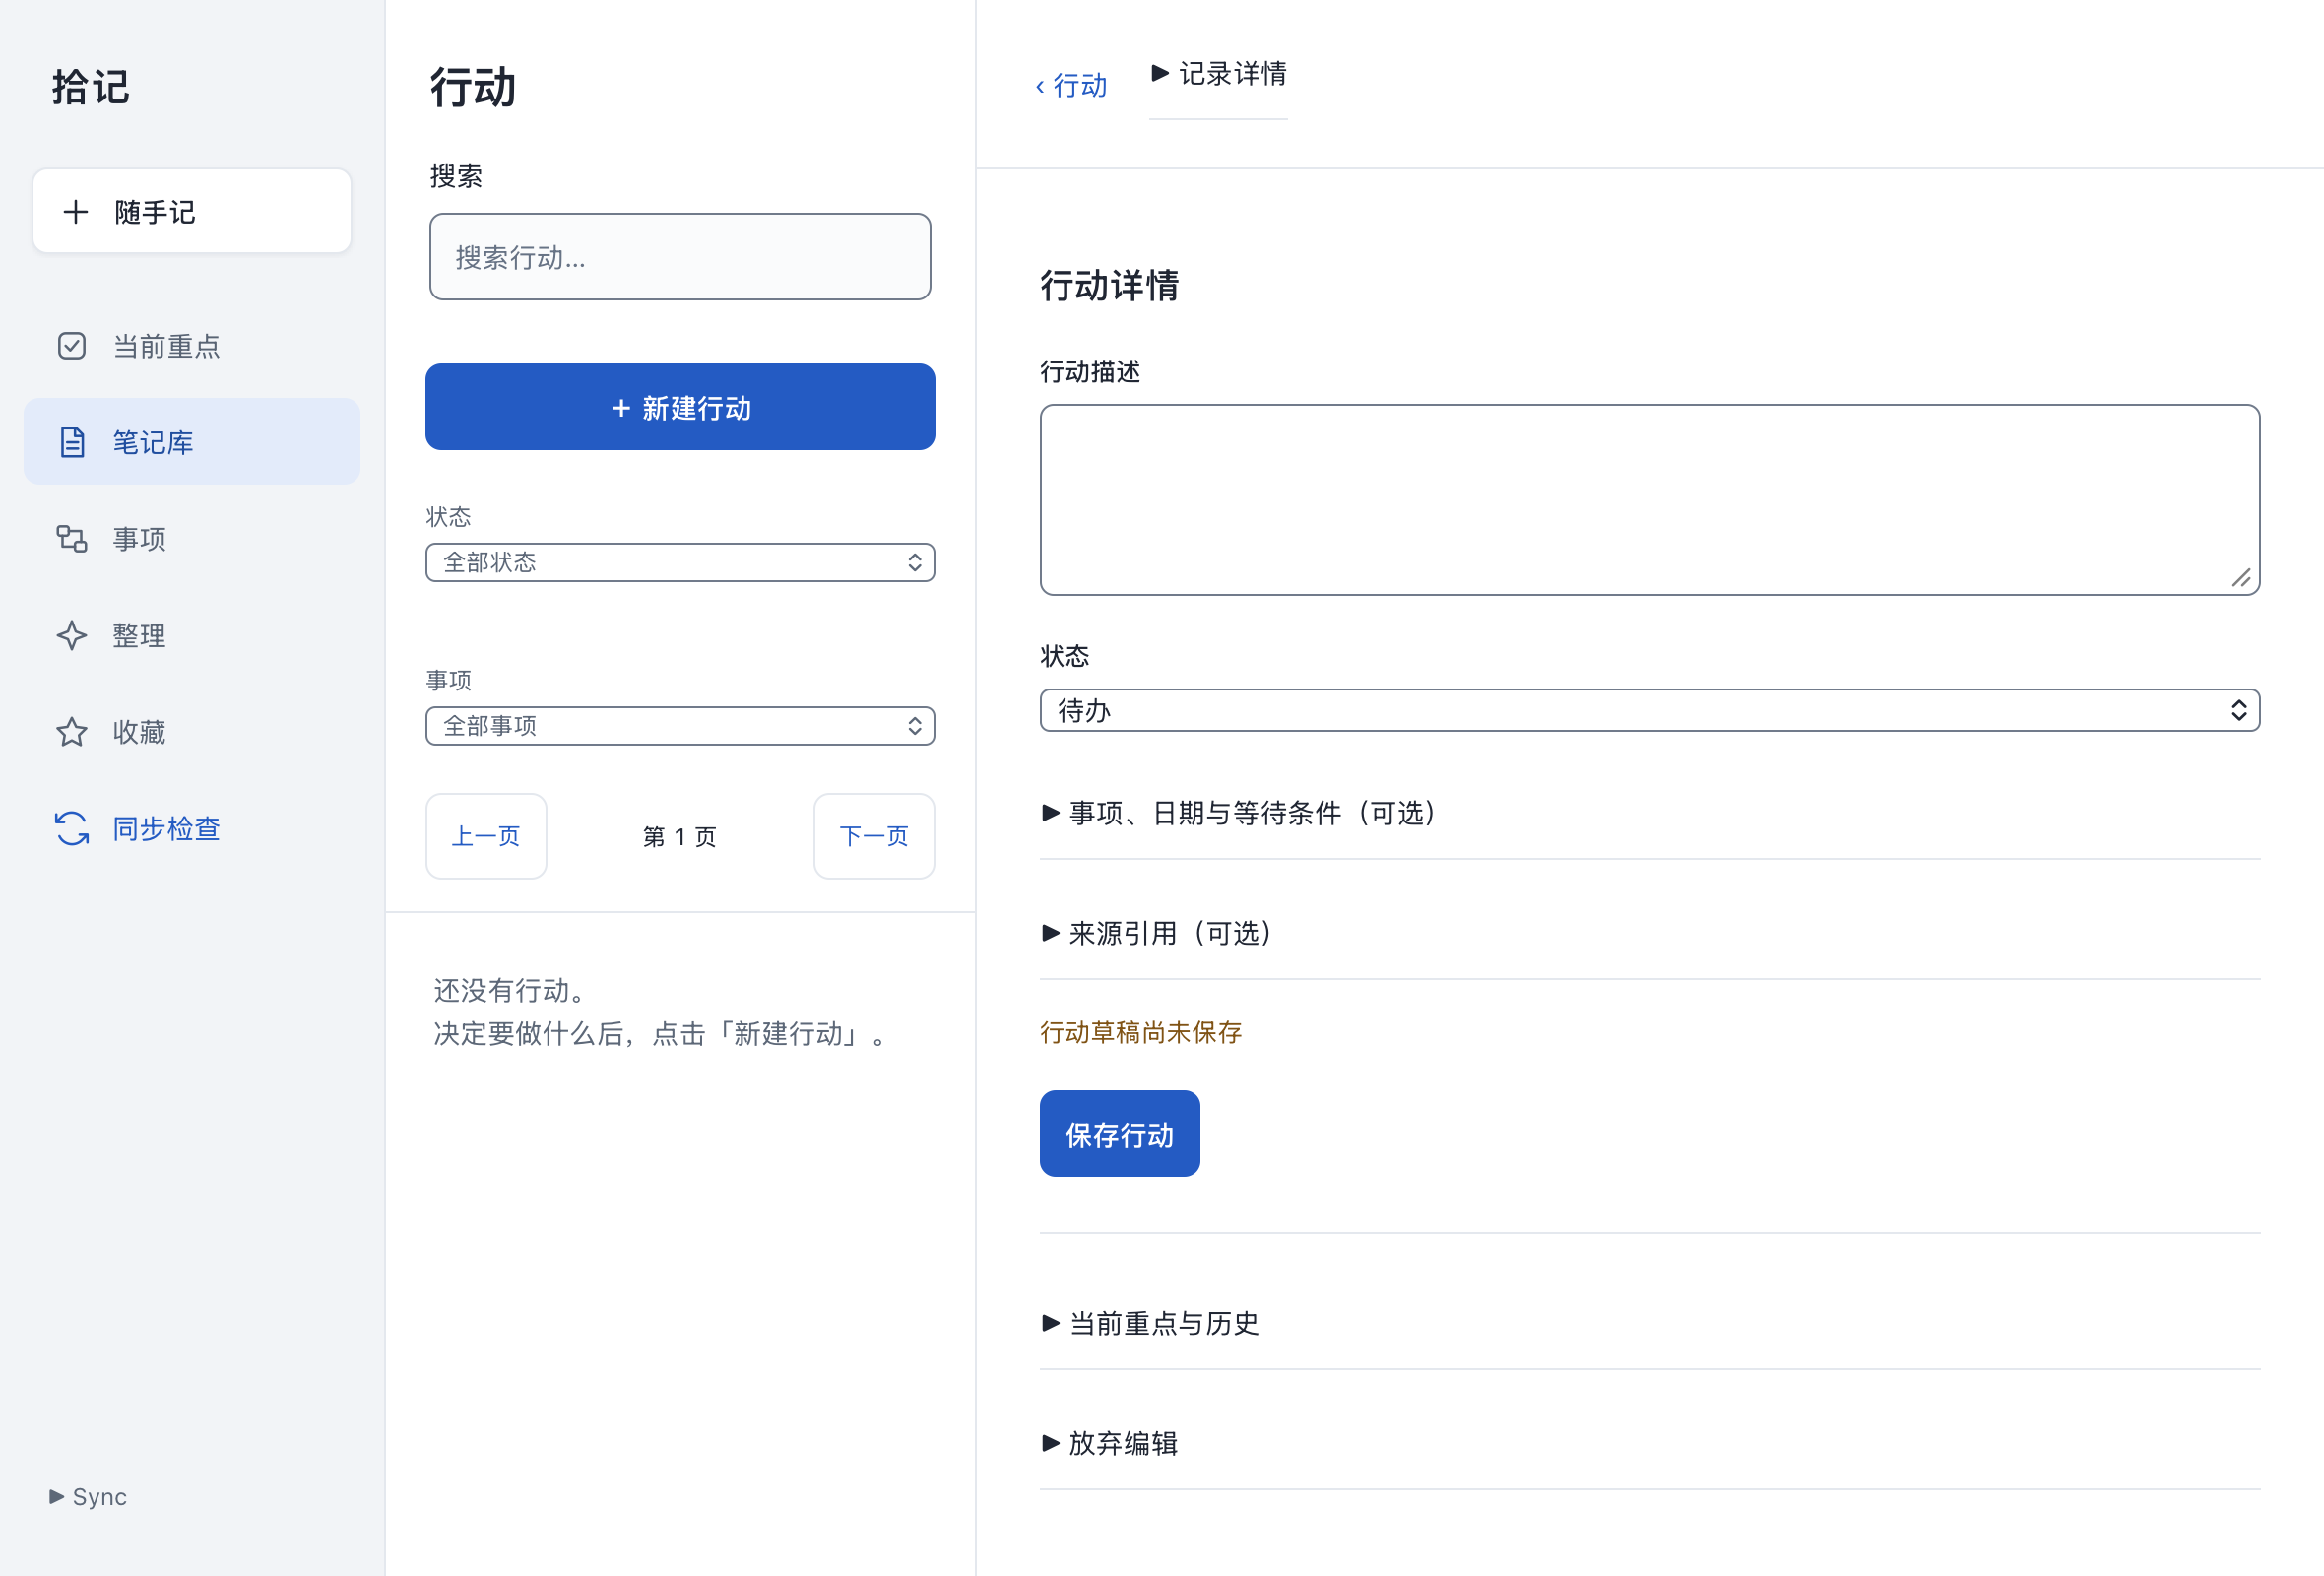 拾记
随手记
当前重点
笔记库
事项
整理
收藏
同步检查
Sync
行动
搜索
搜索行动...
+ 新建行动
状态
全部状态
事项
全部事项
上一页
第 1 页
下一页
还没有行动。
决定要做什么后，点击「新建行动」。
‹ 行动
记录详情
行动详情
行动描述
状态
待办
事项、日期与等待条件（可选）
来源引用（可选）
行动草稿尚未保存
保存行动
当前重点与历史
放弃编辑